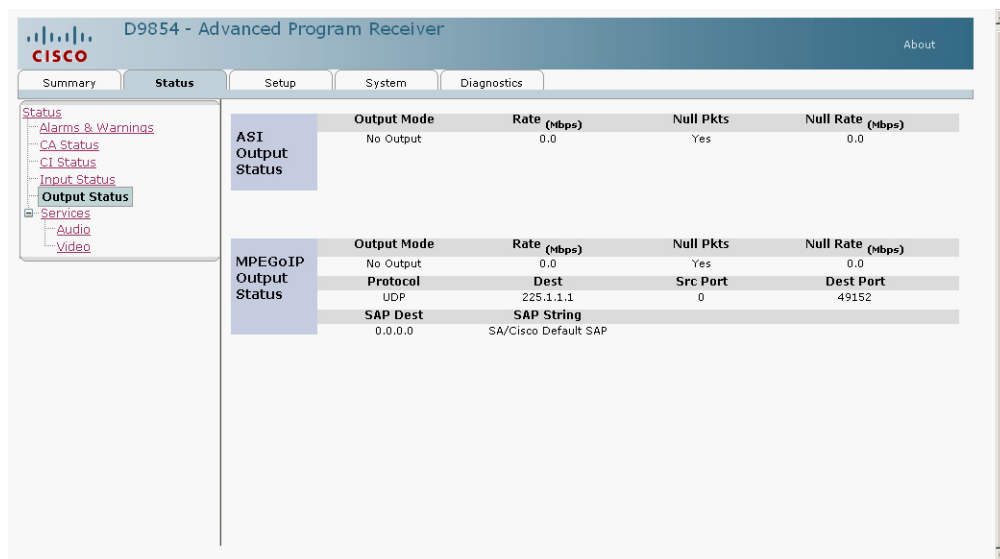 D9854 - Advanced Program Receiver
CISCO
About
Summary Status Setup System Diagnostics
Status
Alarms & Warnings
CA Status
CI Status
Input Status
Output Status
Services
Audio
Video
ASI Output Status
Output Mode Rate (Mbps) Null Pkts Null Rate (Mbps)
No Output 0.0 Yes 0.0
MPEGoIP Output Status
Output Mode Rate (Mbps) Null Pkts Null Rate (Mbps)
No Output 0.0 Yes 0.0
Protocol Dest Src Port Dest Port
UDP 225.1.1.1 0 49152
SAP Dest SAP String
0.0.0.0 SA/Cisco Default SAP